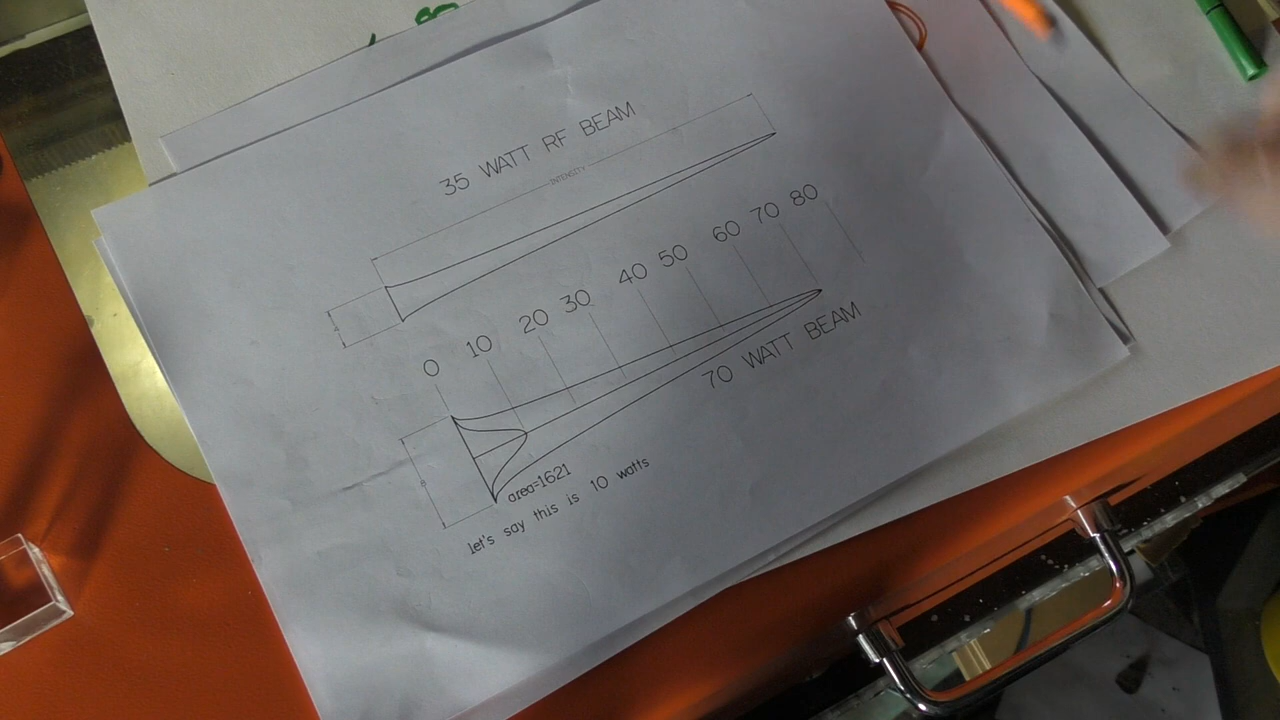 35 WATT RF BEAM
INTENSITY
0 10 20 30 40 50 60 70 80
70 WATT BEAM
area=1621
let's say this is 10 watts